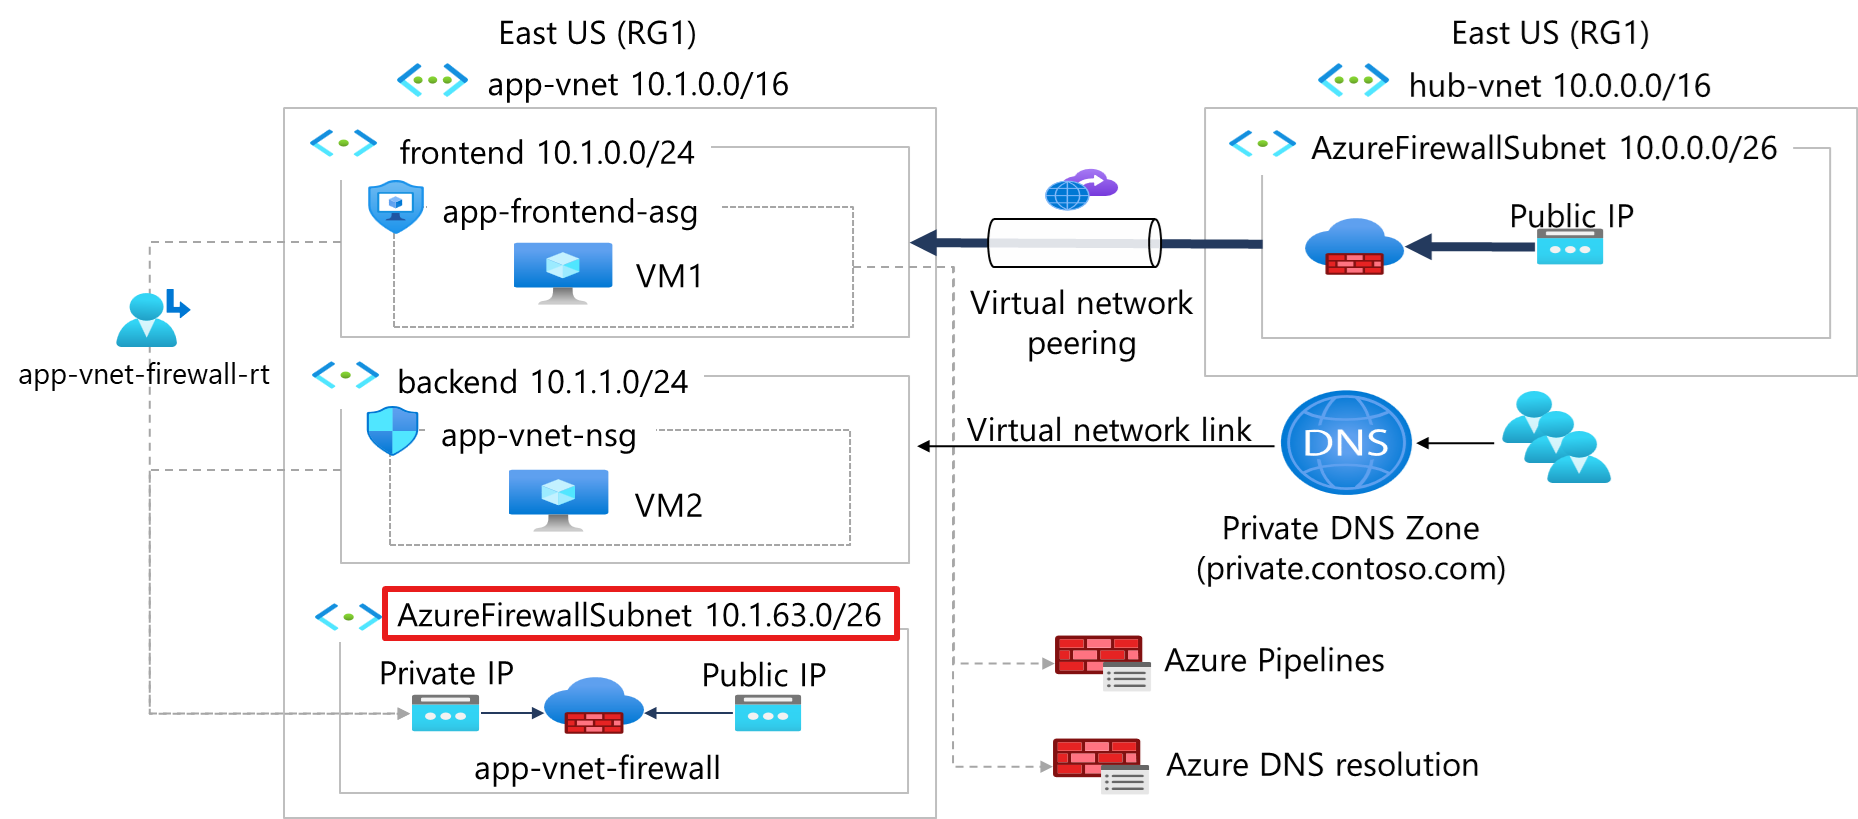 East US (RG1)
app-vnet 10.1.0.0/16
frontend 10.1.0.0/24
app-frontend-asg
VM1
app-vnet-firewall-rt
backend 10.1.1.0/24
app-vnet-nsg
VM2
AzureFirewallSubnet 10.1.63.0/26
Private IP
Public IP
app-vnet-firewall
Virtual network
peering
East US (RG1)
hub-vnet 10.0.0.0/16
AzureFirewallSubnet 10.0.0.0/26
Public IP
Virtual network link
DNS
Private DNS Zone
(private.contoso.com)
Azure Pipelines
Azure DNS resolution